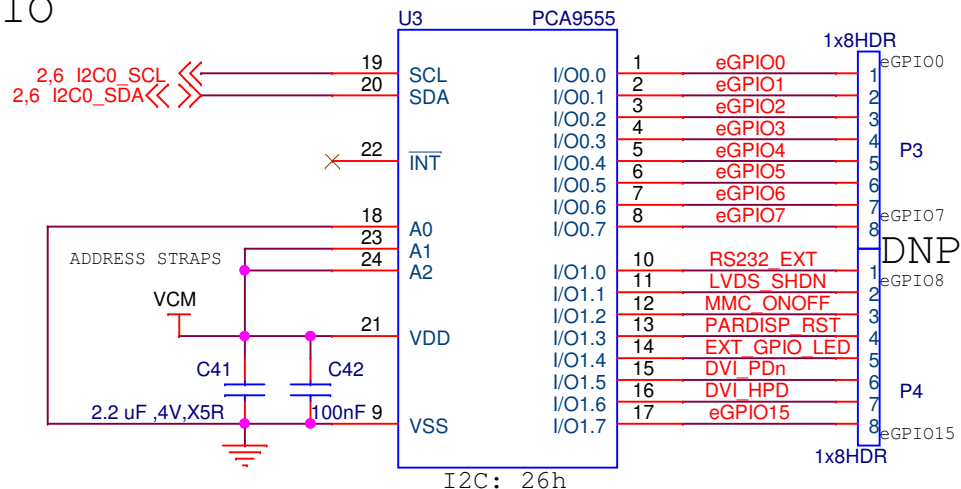 IO
U3 PCA9555
1x8HDR
2,6 I2C0_SCL 19 SCL I/O0.0 1 eGPIO0 1 eGPIO0
2,6 I2C0_SDA 20 SDA I/O0.1 2 eGPIO1 2
I/O0.2 3 eGPIO2 3
I/O0.3 4 eGPIO3 4
22 INT I/O0.4 5 eGPIO4 5 P3
I/O0.5 6 eGPIO5 6
I/O0.6 7 eGPIO6 7
18 A0 I/O0.7 8 eGPIO7 8 eGPIO7
23 A1
DNP
ADDRESS STRAPS 24 A2 I/O1.0 10 RS232_EXT 1 eGPIO8
I/O1.1 11 LVDS_SHDN 2
VCM I/O1.2 12 MMC_ONOFF 3
21 VDD I/O1.3 13 PARDISP_RST 4
I/O1.4 14 EXT_GPIO_LED 5
C41 C42 I/O1.5 15 DVI_PDn 6
I/O1.6 16 DVI_HPD 7 P4
2.2 uF ,4V,X5R 100nF 9 VSS I/O1.7 17 eGPIO15 8 eGPIO15
1x8HDR
I2C: 26h